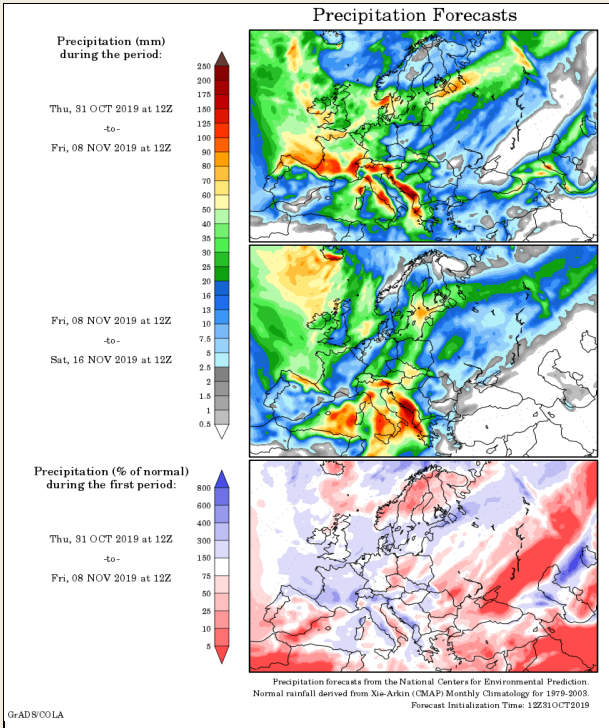 Precipitation Forecasts
Precipitation (mm)
during the period:
Thu, 31 OCT 2019 at 12Z
-to-
Fri, 08 NOV 2019 at 12Z
250
200
175
150
125
100
90
80
70
60
50
40
35
30
25
20
16
13
10
7.5
5
2.5
2
1.5
1
0.5
Fri, 08 NOV 2019 at 12Z
-to-
Sat, 16 NOV 2019 at 12Z
Precipitation (% of normal)
during the first period:
Thu, 31 OCT 2019 at 12Z
-to-
Fri, 08 NOV 2019 at 12Z
800
600
400
300
150
75
50
25
10
5
Precipitation forecasts from the National Centers for Environmental Prediction.
Normal rainfall derived from Xie-Arkin (CMAP) Monthly Climatology for 1979-2003.
Forecast Initialization Time: 12Z31OCT2019
GrADS/COLA